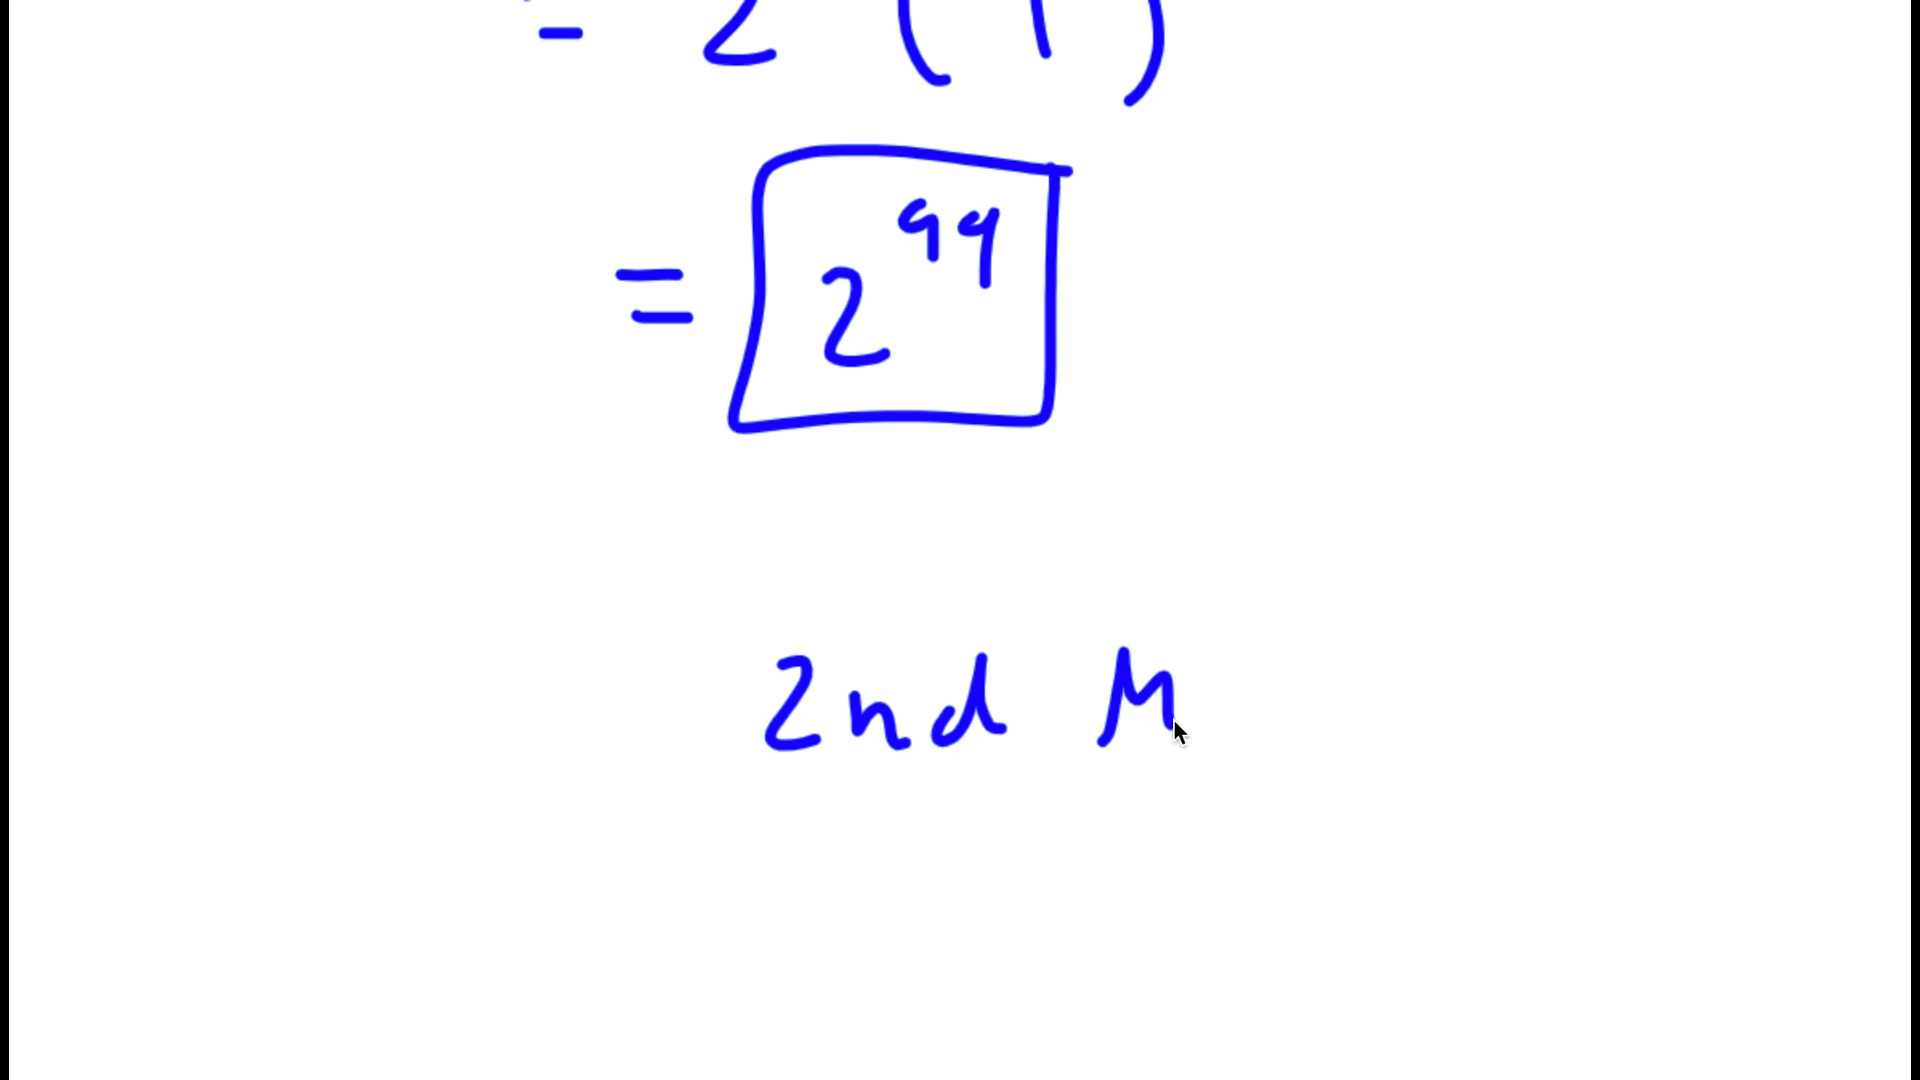 = 2 (1)
= 2^99
2nd M